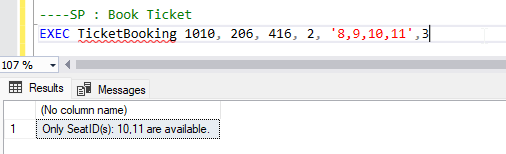 ----SP : Book Ticket
EXEC TicketBooking 1010, 206, 416, 2, '8,9,10,11',3
107 %
Results Messages
(No column name)
1 Only SeatID(s): 10,11 are available.